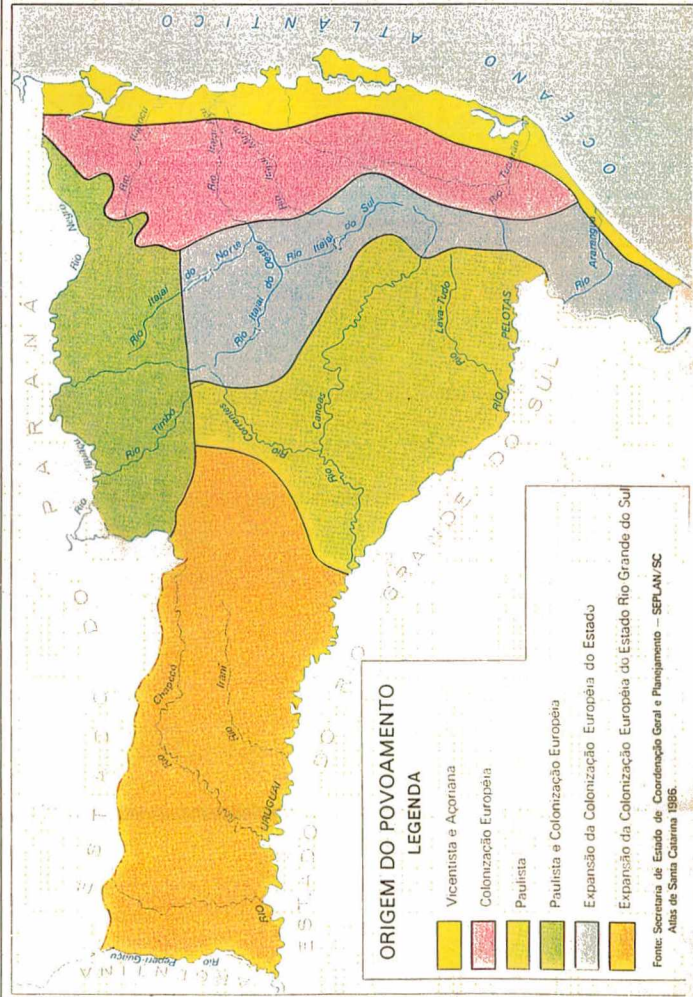 OCEANO ATLÂNTICO
PARANÁ
ESTADO DO
ESTADO DO RIO GRANDE DO SUL
ARGENTINA
Rio Negro
Rio Iguaçu
Rio Timbó
Rio Itajaí do Norte
Rio Itajaí do Oeste
Rio Itajaí do Sul
Rio Tubarão
Rio Araranguá
Rio Lava-Tudo
RIO PELOTAS
Rio Canoas
Rio Correntes
Rio Chapecó
Rio Irani
RIO URUGUAI
Rio Peperi-Guaçu
ORIGEM DO POVOAMENTO
LEGENDA
Vicentista e Açoriana
Colonização Européia
Paulista
Paulista e Colonização Européia
Expansão da Colonização Européia do Estado
Expansão da Colonização Européia do Estado Rio Grande do Sul
Fonte: Secretaria de Estado de Coordenação Geral e Planejamento – SEPLAN/SC
Atlas de Santa Catarina 1986.